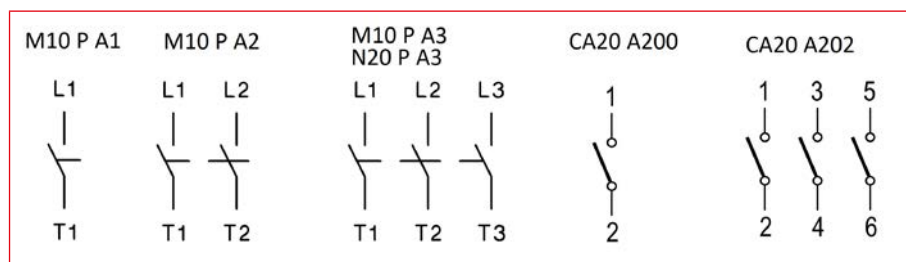 M10 P A1
L1
T1
M10 P A2
L1 L2
T1 T2
M10 P A3
N20 P A3
L1 L2 L3
T1 T2 T3
CA20 A200
1
2
CA20 A202
1 3 5
2 4 6